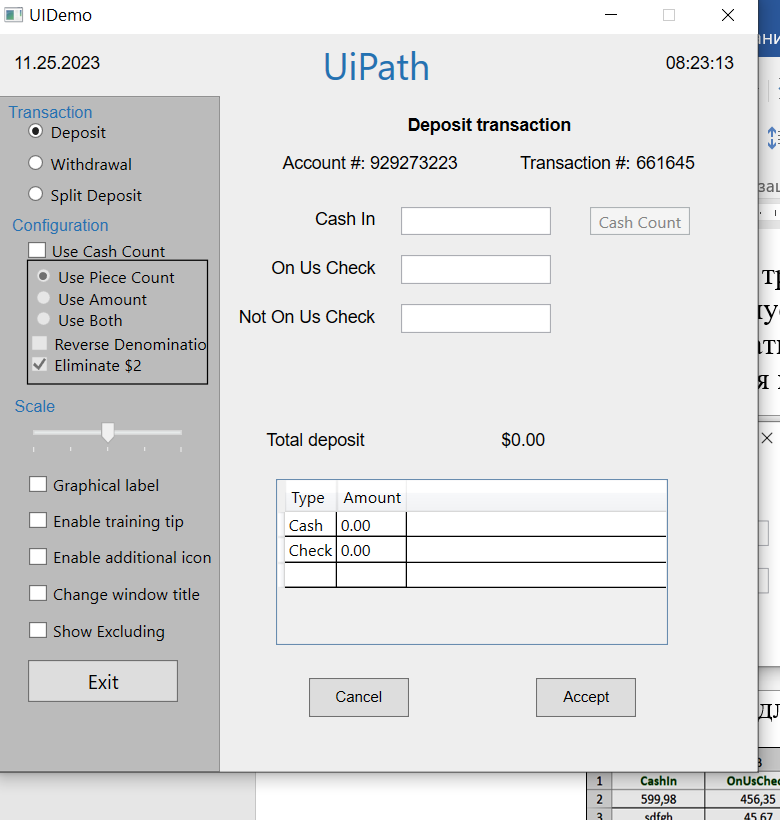 UIDemo
11.25.2023
UiPath
08:23:13
Transaction
Deposit
Withdrawal
Split Deposit
Configuration
Use Cash Count
Use Piece Count
Use Amount
Use Both
Reverse Denominatio
Eliminate $2
Scale
Graphical label
Enable training tip
Enable additional icon
Change window title
Show Excluding
Exit
Deposit transaction
Account #: 929273223 Transaction #: 661645
Cash In
Cash Count
On Us Check
Not On Us Check
Total deposit $0.00
Type Amount
Cash 0.00
Check 0.00
Cancel Accept
1 CashIn OnUsChec
2 599,98 456,35
3 sdfgh 45,67